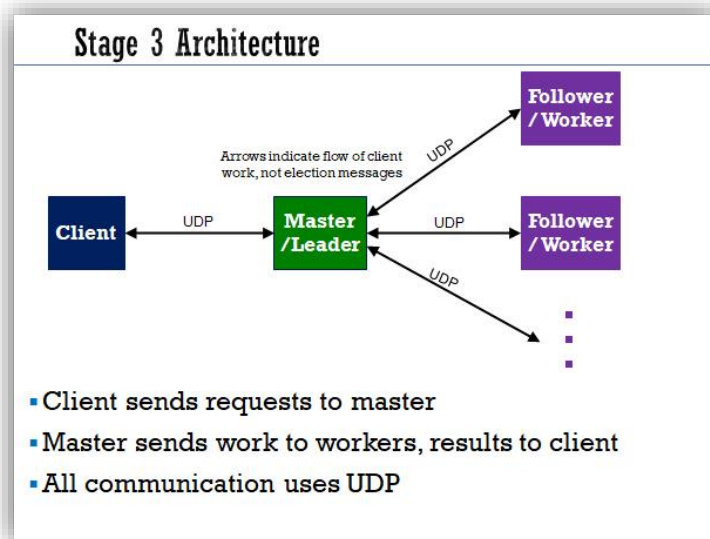 Stage 3 Architecture
Follower
/Worker
UDP
Arrows indicate flow of client
work, not election messages
Client
UDP
Master
/Leader
UDP
Follower
/Worker
UDP
▪ Client sends requests to master
▪ Master sends work to workers, results to client
▪ All communication uses UDP